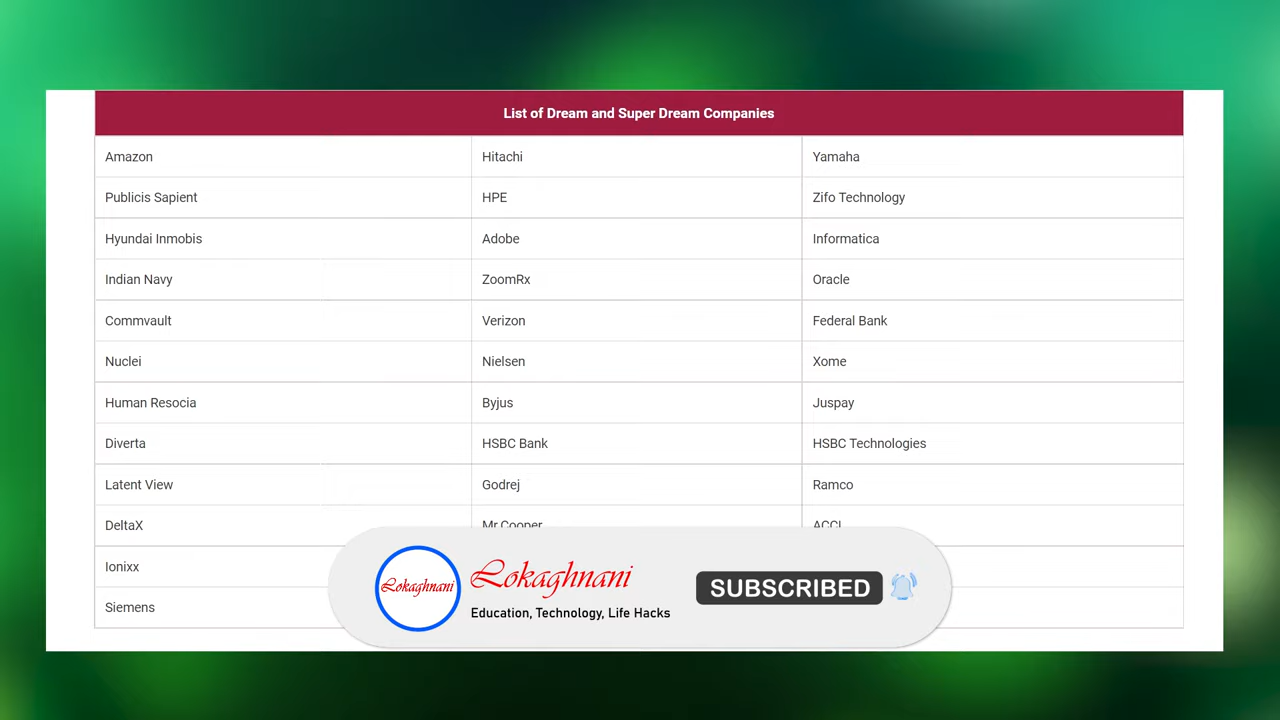 List of Dream and Super Dream Companies
Amazon Hitachi Yamaha
Publicis Sapient HPE Zifo Technology
Hyundai Inmobis Adobe Informatica
Indian Navy ZoomRx Oracle
Commvault Verizon Federal Bank
Nuclei Nielsen Xome
Human Resocia Byjus Juspay
Diverta HSBC Bank HSBC Technologies
Latent View Godrej Ramco
DeltaX Mr.Cooper
Ionixx
Siemens
Lokaghnani
Lokaghnani
Education, Technology, Life Hacks
SUBSCRIBED